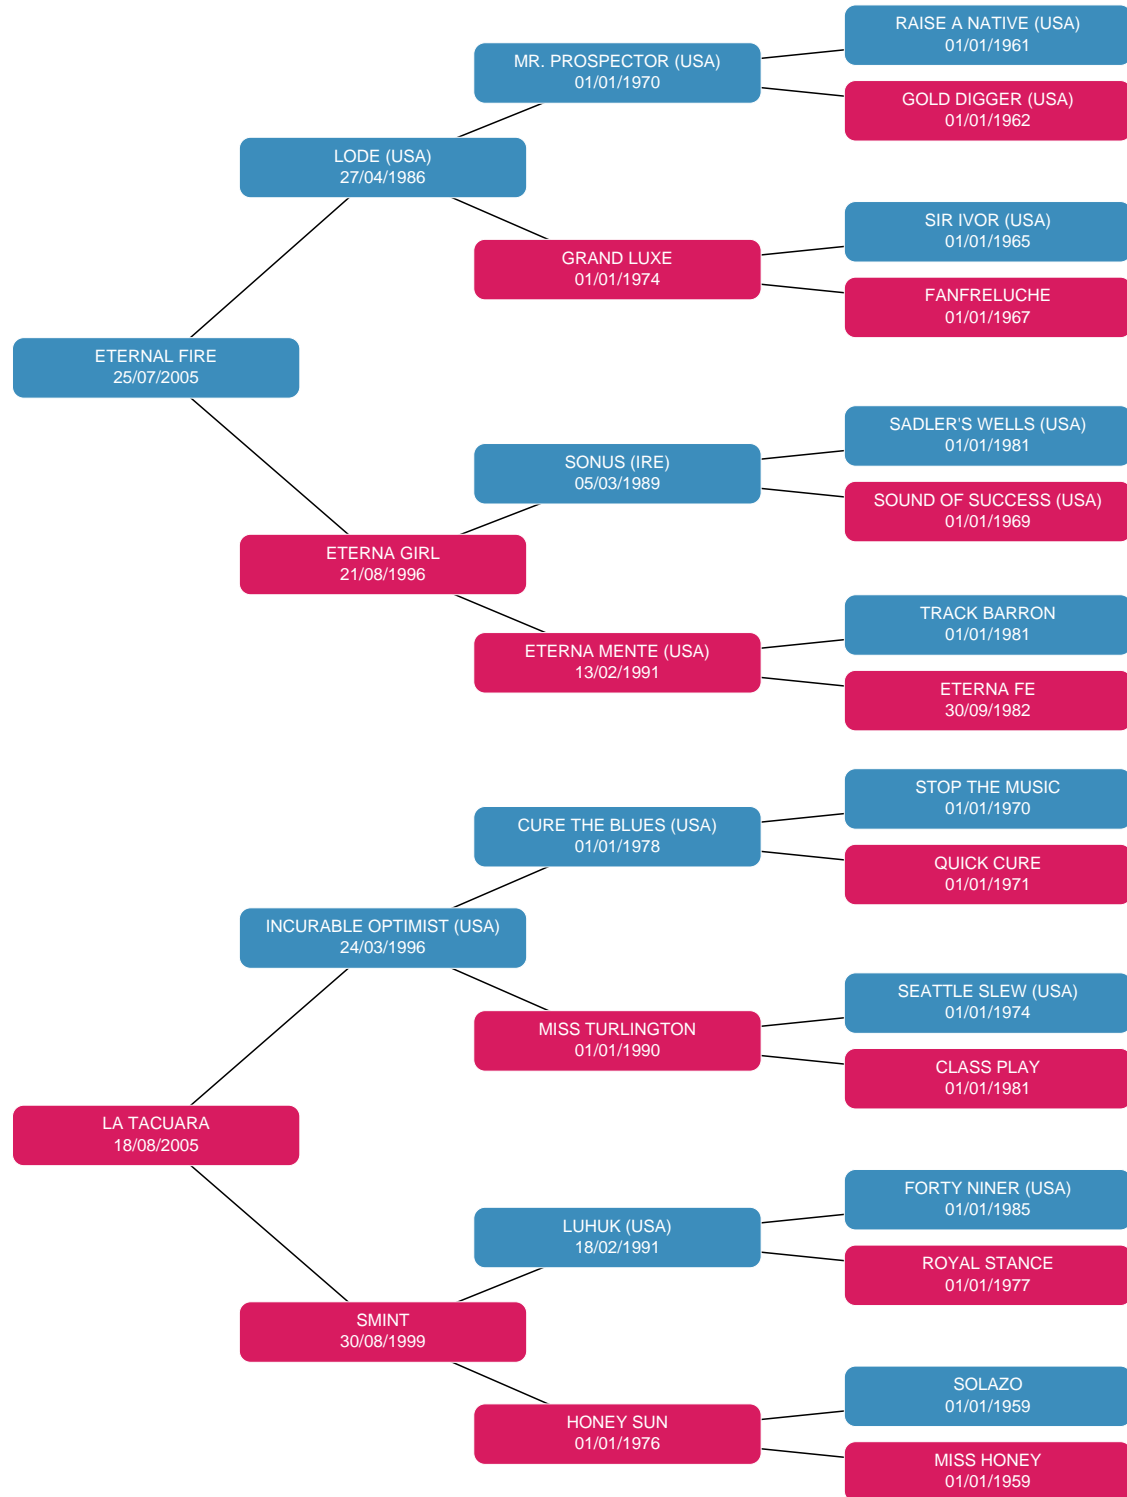 RAISE A NATIVE (USA)
01/01/1961
MR. PROSPECTOR (USA)
01/01/1970
GOLD DIGGER (USA)
01/01/1962
LODE (USA)
27/04/1986
SIR IVOR (USA)
01/01/1965
GRAND LUXE
01/01/1974
FANFRELUCHE
01/01/1967
ETERNAL FIRE
25/07/2005
SADLER'S WELLS (USA)
01/01/1981
SONUS (IRE)
05/03/1989
SOUND OF SUCCESS (USA)
01/01/1969
ETERNA GIRL
21/08/1996
TRACK BARRON
01/01/1981
ETERNA MENTE (USA)
13/02/1991
ETERNA FE
30/09/1982
STOP THE MUSIC
01/01/1970
CURE THE BLUES (USA)
01/01/1978
QUICK CURE
01/01/1971
INCURABLE OPTIMIST (USA)
24/03/1996
SEATTLE SLEW (USA)
01/01/1974
MISS TURLINGTON
01/01/1990
CLASS PLAY
01/01/1981
LA TACUARA
18/08/2005
FORTY NINER (USA)
01/01/1985
LUHUK (USA)
18/02/1991
ROYAL STANCE
01/01/1977
SMINT
30/08/1999
SOLAZO
01/01/1959
HONEY SUN
01/01/1976
MISS HONEY
01/01/1959